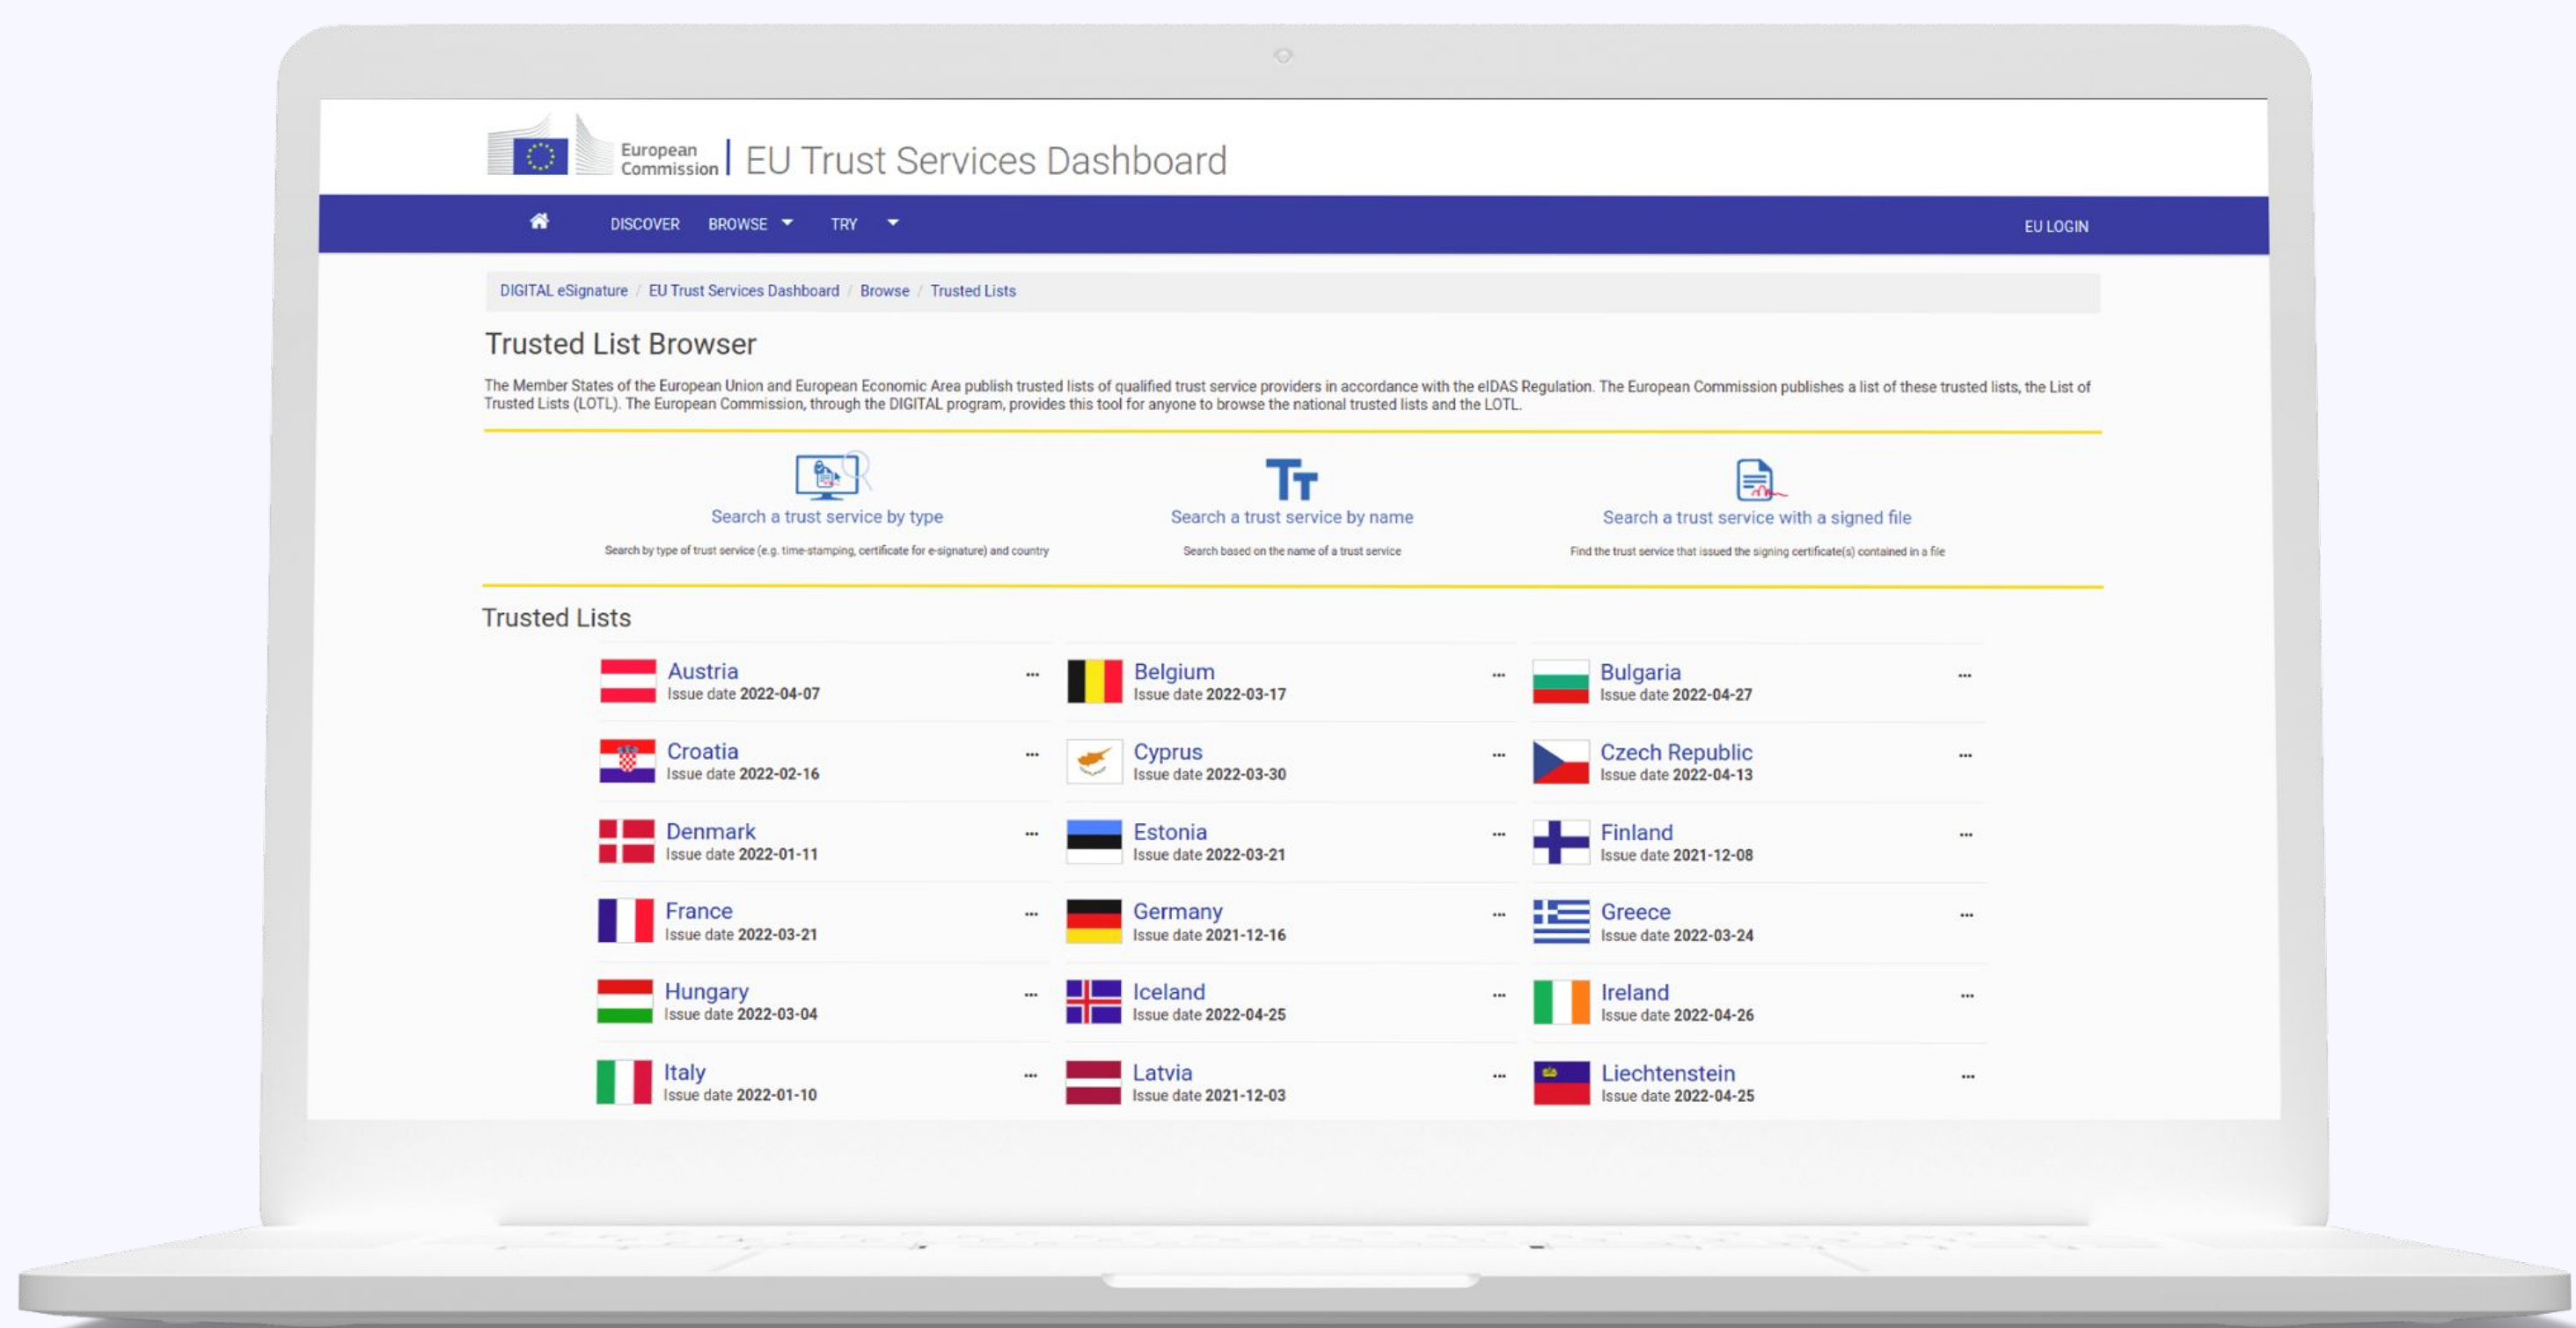 European
Commission
EU Trust Services Dashboard
DISCOVER BROWSE TRY EU LOGIN
DIGITAL eSignature / EU Trust Services Dashboard / Browse / Trusted Lists
Trusted List Browser
The Member States of the European Union and European Economic Area publish trusted lists of qualified trust service providers in accordance with the eIDAS Regulation. The European Commission publishes a list of these trusted lists, the List of
Trusted Lists (LOTL). The European Commission, through the DIGITAL program, provides this tool for anyone to browse the national trusted lists and the LOTL.
TT
Search a trust service by type
Search by type of trust service (e.g. time-stamping, certificate for e-signature) and country
Search a trust service by name
Search based on the name of a trust service
Search a trust service with a signed file
Find the trust service that issued the signing certificate(s) contained in a file
Trusted Lists
Austria
Issue date 2022-04-07
...
Belgium
Issue date 2022-03-17
...
Bulgaria
Issue date 2022-04-27
...
Croatia
Issue date 2022-02-16
...
Cyprus
Issue date 2022-03-30
...
Czech Republic
Issue date 2022-04-13
...
Denmark
Issue date 2022-01-11
...
Estonia
Issue date 2022-03-21
...
Finland
Issue date 2021-12-08
...
France
Issue date 2022-03-21
...
Germany
Issue date 2021-12-16
...
Greece
Issue date 2022-03-24
...
Hungary
Issue date 2022-03-04
...
Iceland
Issue date 2022-04-25
...
Ireland
Issue date 2022-04-26
...
Italy
Issue date 2022-01-10
...
Latvia
Issue date 2021-12-03
...
Liechtenstein
Issue date 2022-04-25
...